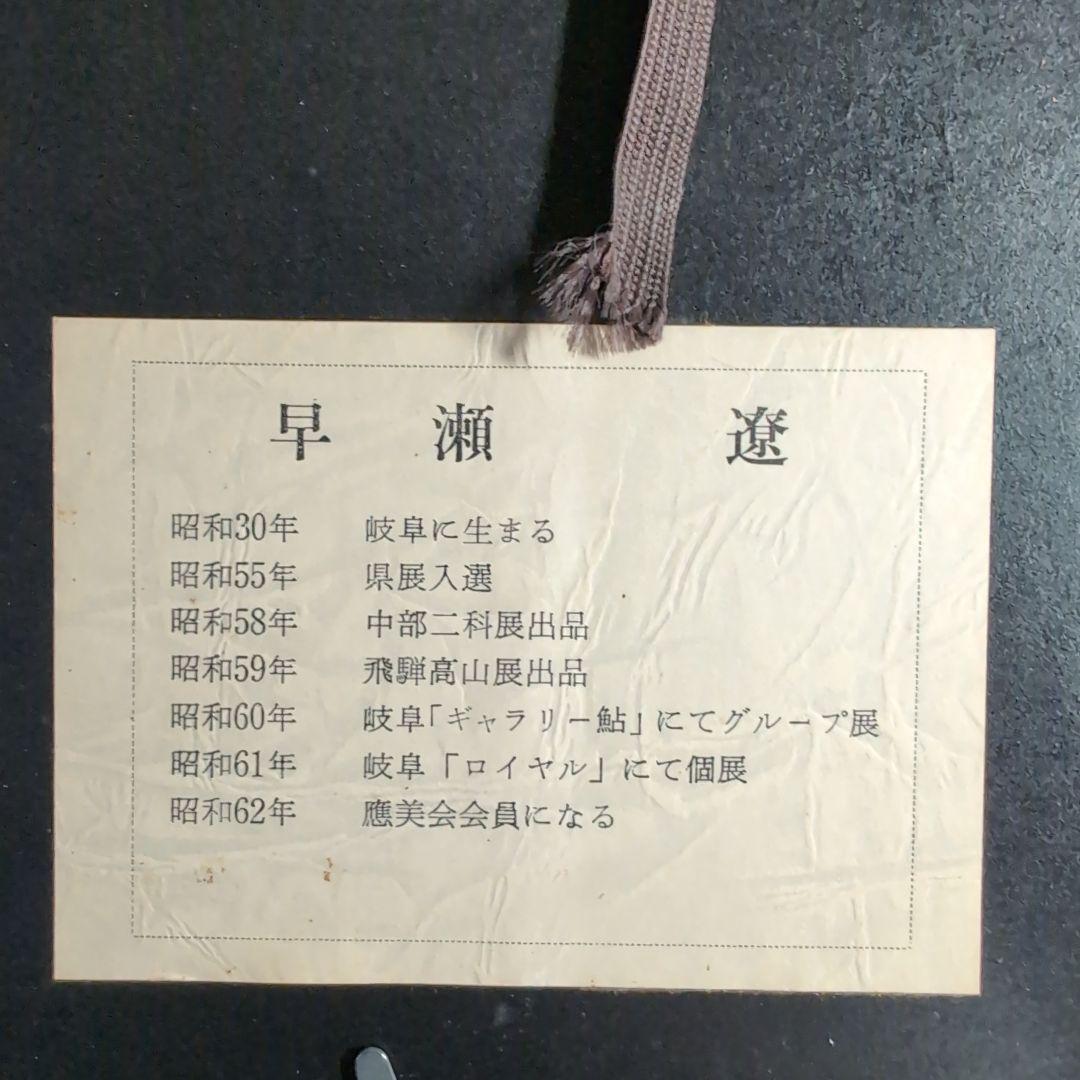 早瀬 遼
昭和30年 岐阜に生まる
昭和55年 県展入選
昭和58年 中部二科展出品
昭和59年 飛騨高山展出品
昭和60年 岐阜「ギャラリー鮎」にてグループ展
昭和61年 岐阜「ロイヤル」にて個展
昭和62年 應美会会員になる